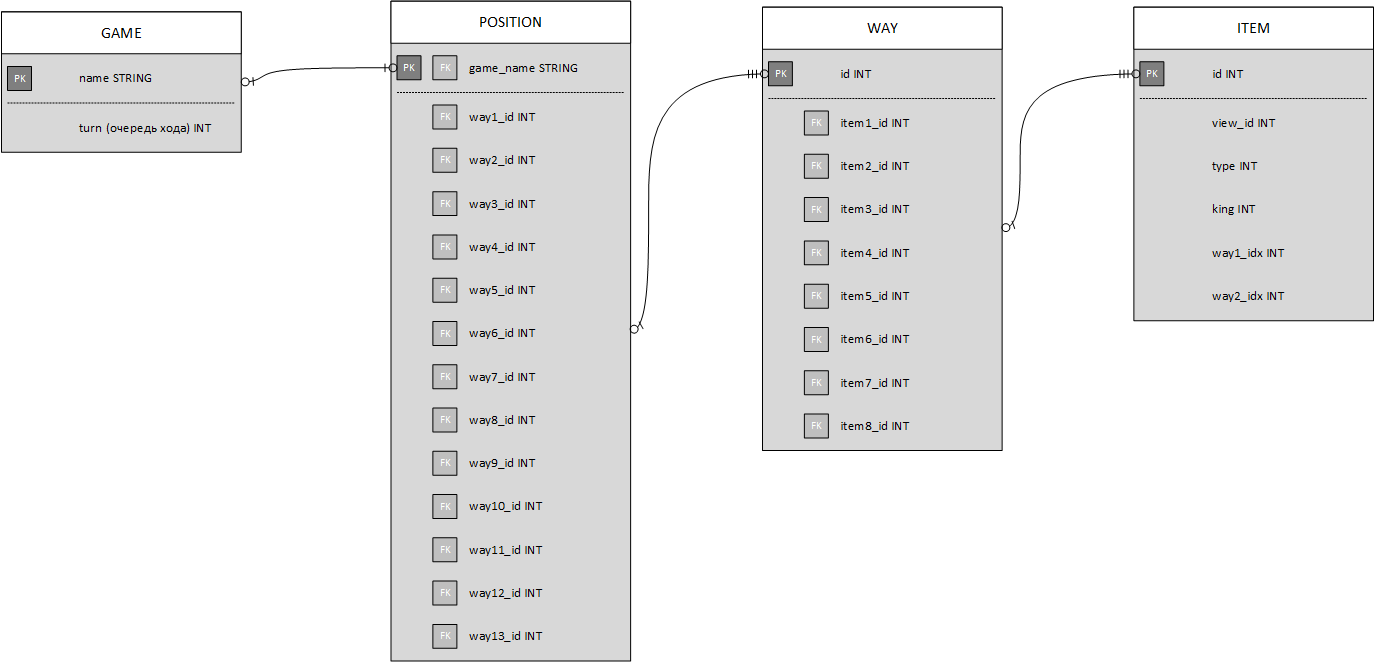 GAME
PK name STRING
turn (очередь хода) INT
POSITION
PK FK game_name STRING
FK way1_id INT
FK way2_id INT
FK way3_id INT
FK way4_id INT
FK way5_id INT
FK way6_id INT
FK way7_id INT
FK way8_id INT
FK way9_id INT
FK way10_id INT
FK way11_id INT
FK way12_id INT
FK way13_id INT
WAY
PK id INT
FK item1_id INT
FK item2_id INT
FK item3_id INT
FK item4_id INT
FK item5_id INT
FK item6_id INT
FK item7_id INT
FK item8_id INT
ITEM
PK id INT
view_id INT
type INT
king INT
way1_idx INT
way2_idx INT